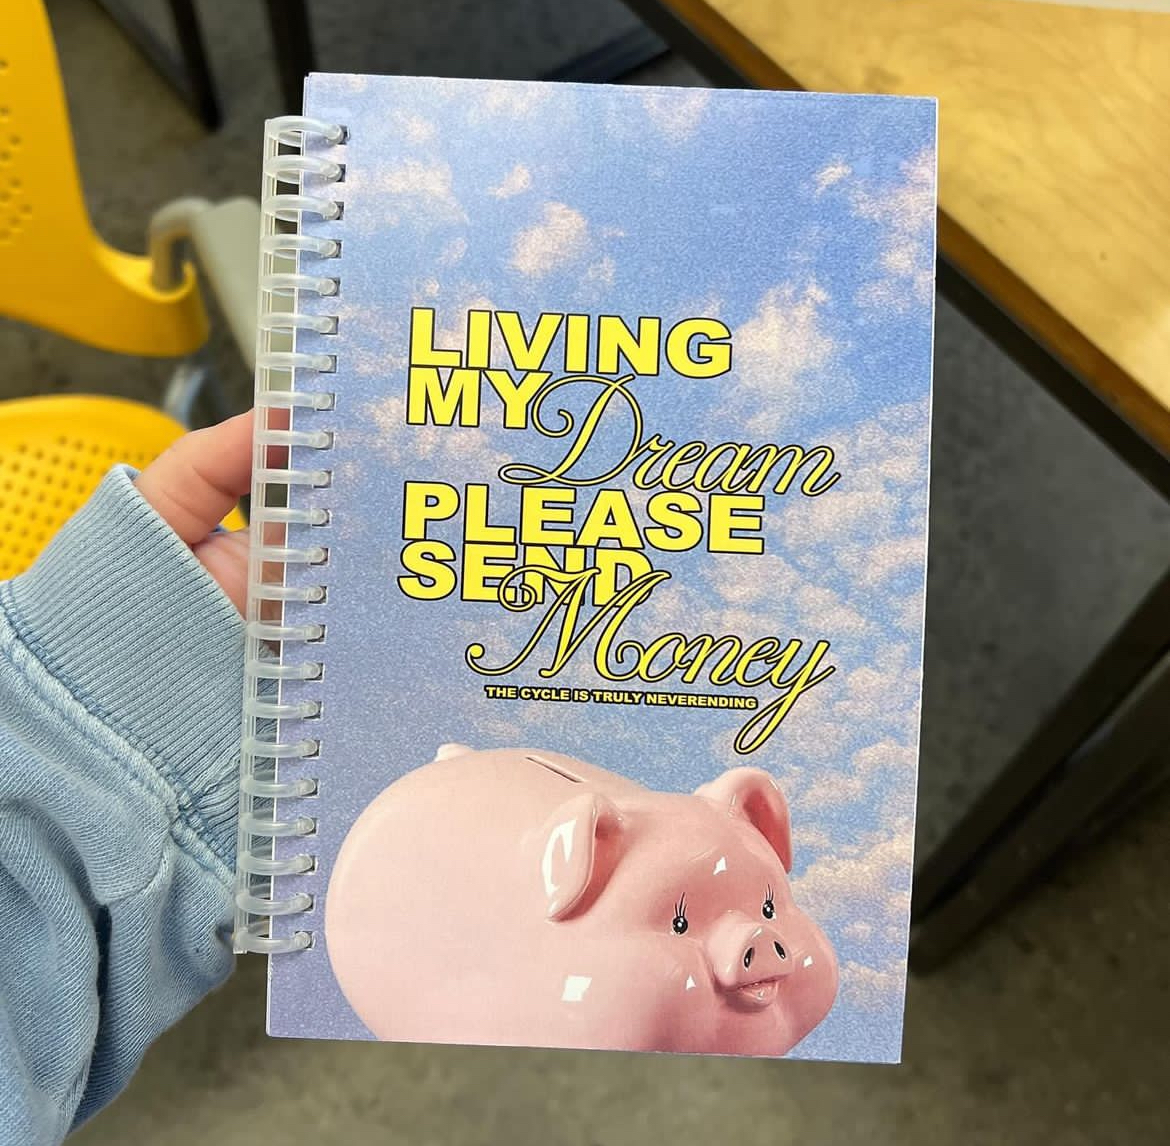 LIVING
MY Dream
PLEASE
SEND
Money
THE CYCLE IS TRULY NEVERENDING